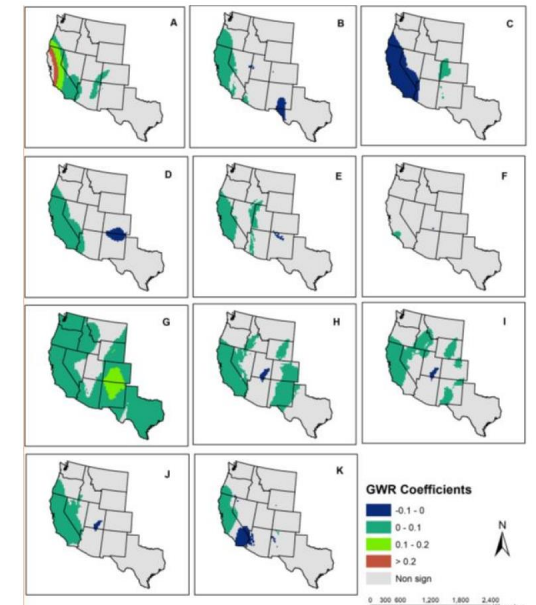 A
B
C
D
E
F
G
H
I
J
K
GWR Coefficients
-0.1 - 0
0 - 0.1
0.1 - 0.2
> 0.2
Non sign
N
0 300 600 1,200 1,800 2,400